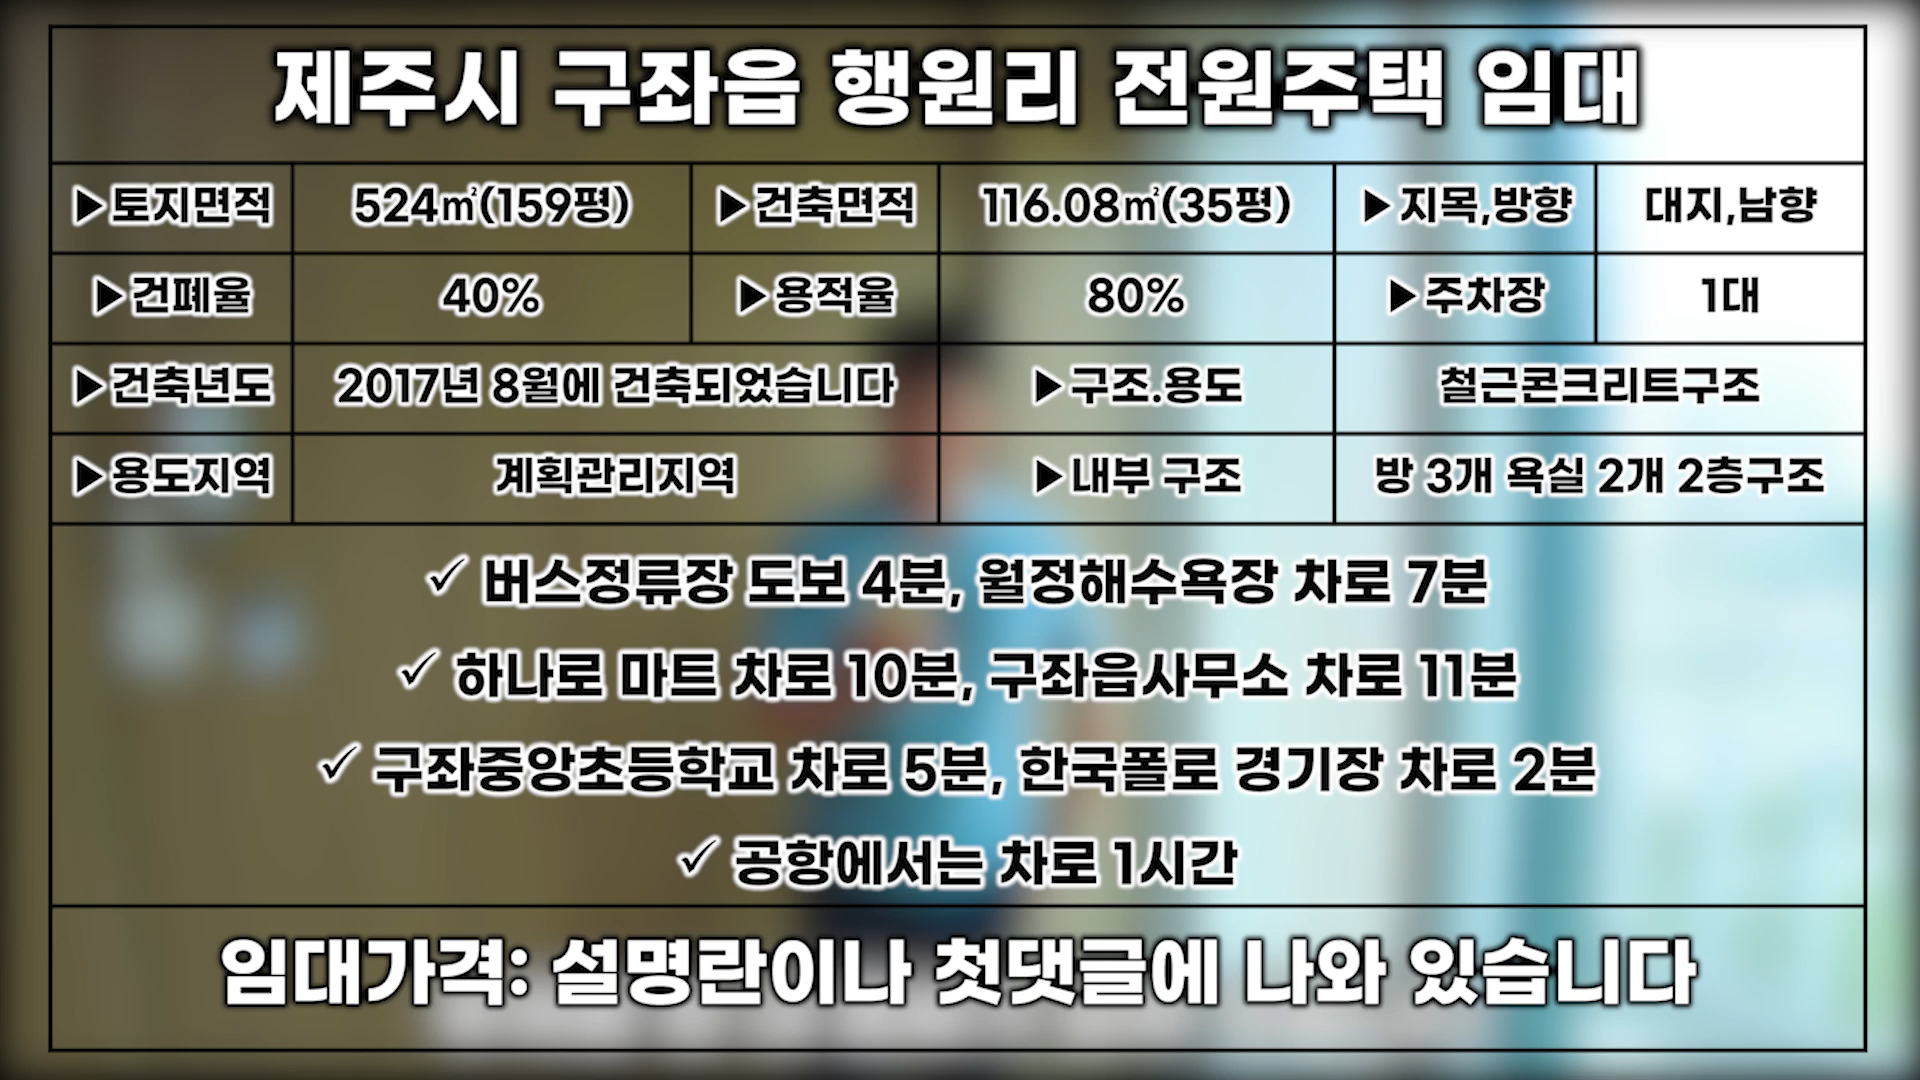 제주시 구좌읍 행원리 전원주택 임대
▶토지면적 524㎡(159평) ▶건축면적 116.08㎡(35평) ▶지목,방향 대지,남향
▶건폐율 40% ▶용적율 80% ▶주차장 1대
▶건축년도 2017년 8월에 건축되었습니다 ▶구조.용도 철근콘크리트구조
▶용도지역 계획관리지역 ▶내부 구조 방 3개 욕실 2개 2층구조
✓ 버스정류장 도보 4분, 월정해수욕장 차로 7분
✓ 하나로 마트 차로 10분, 구좌읍사무소 차로 11분
✓ 구좌중앙초등학교 차로 5분, 한국폴로 경기장 차로 2분
✓ 공항에서는 차로 1시간
임대가격: 설명란이나 첫댓글에 나와 있습니다